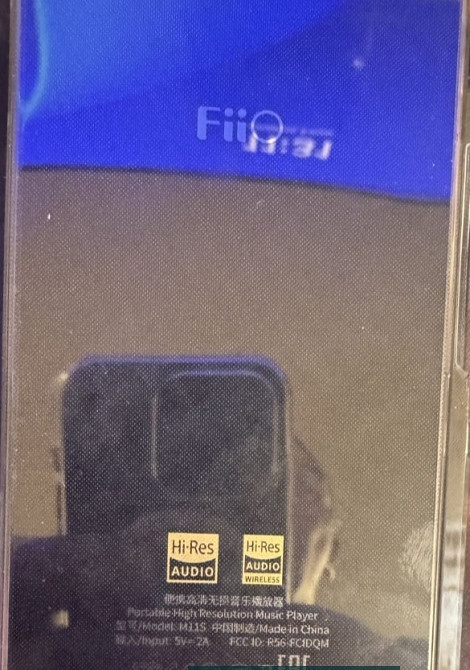 FiiO
Hi·Res
AUDIO
Hi·Res
AUDIO
WIRELESS
便携高清无损音乐播放器
Portable High Resolution Music Player
型号/Model: M11S 中国制造/Made in China
输入/Input: 5V⎓2A FCC ID: R56-FCIDQM